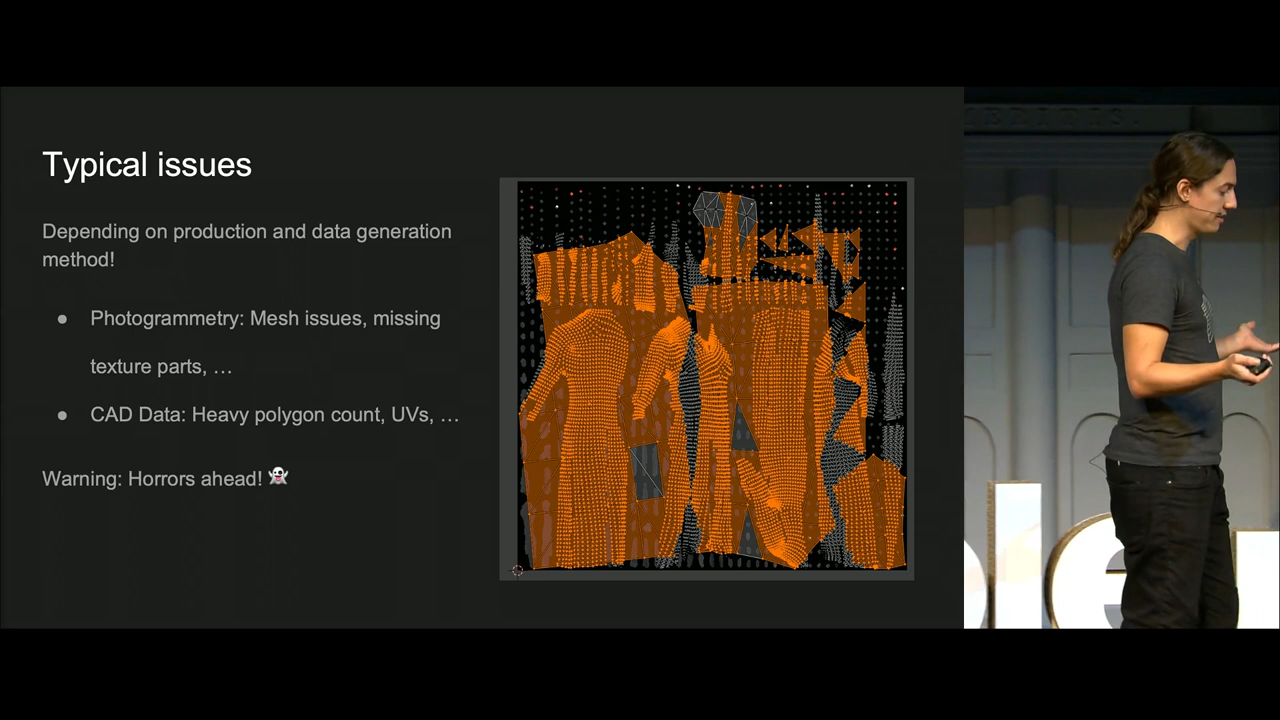 Typical issues
Depending on production and data generation
method!
● Photogrammetry: Mesh issues, missing
texture parts, …
● CAD Data: Heavy polygon count, UVs, …
Warning: Horrors ahead! 👻
le